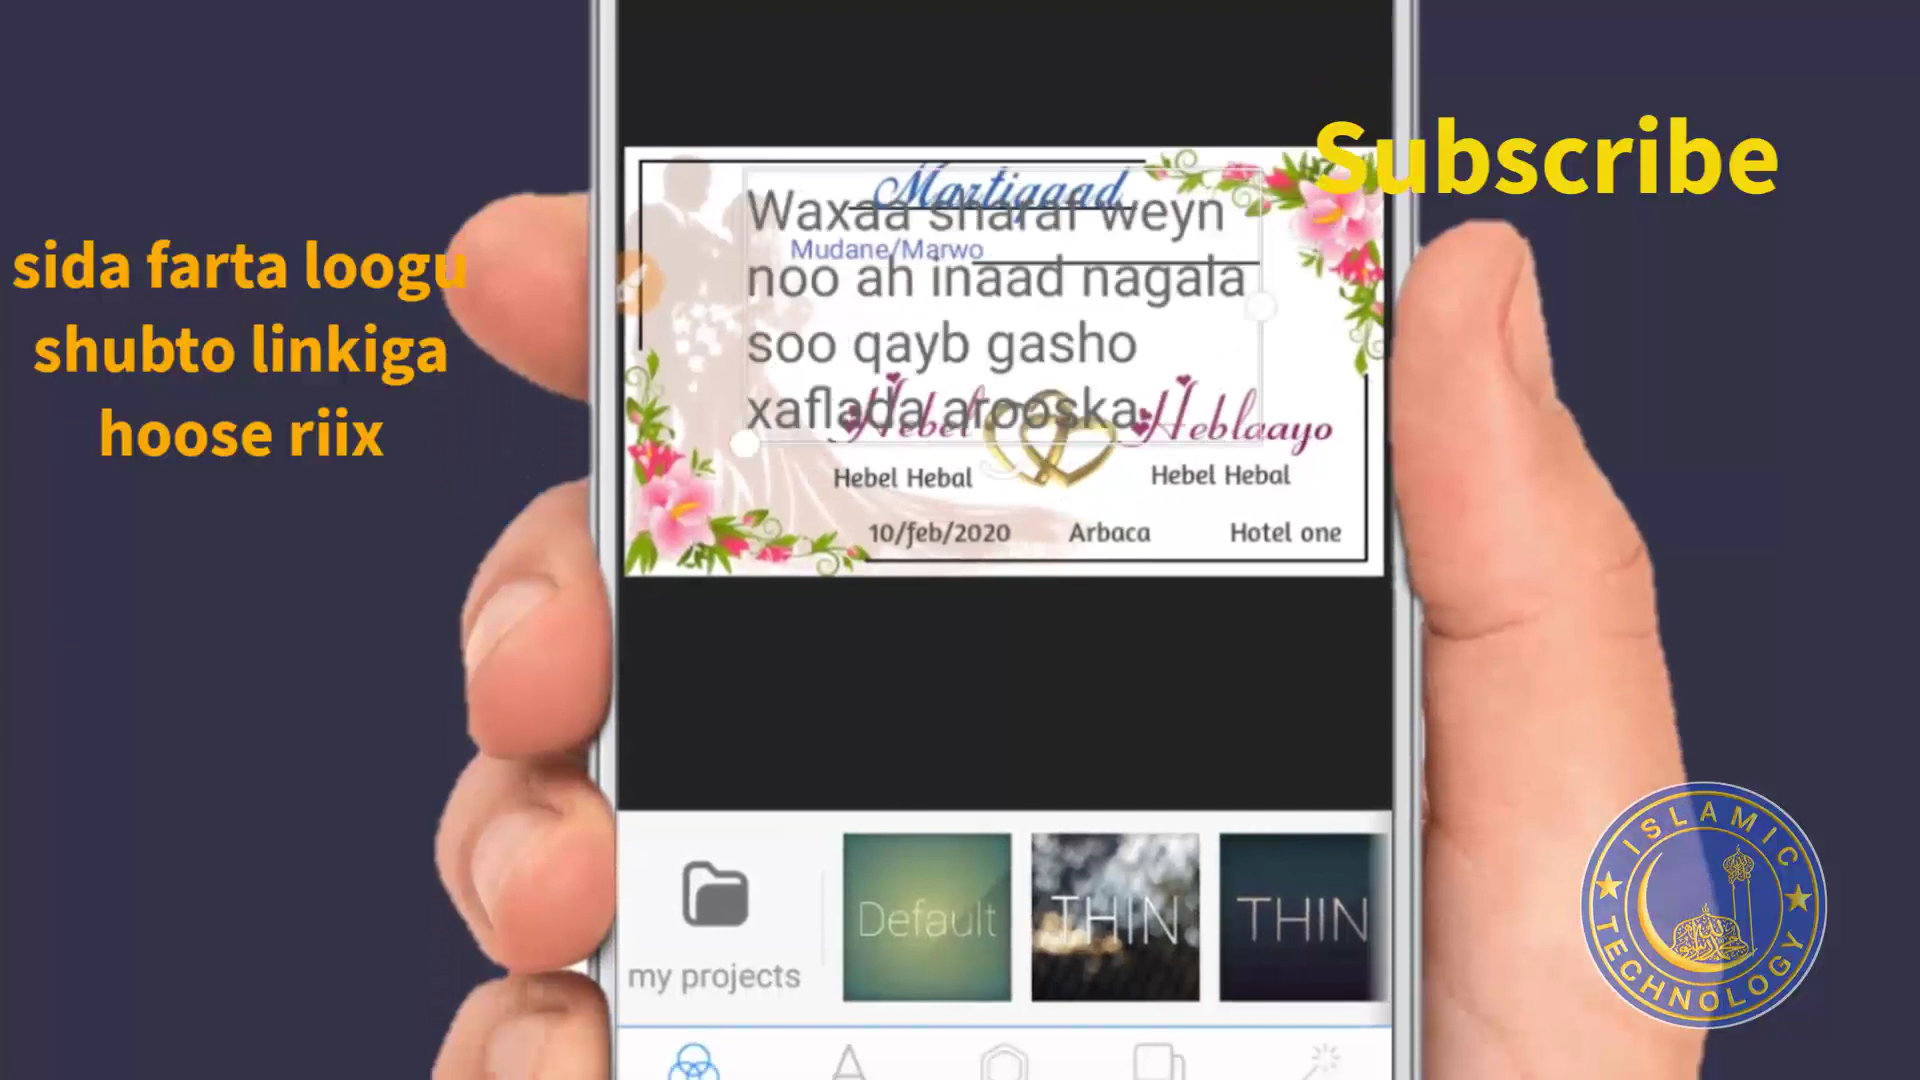 Subscribe
sida farta loogu
shubto linkiga
hoose riix
Martiqaad
Mudane/Marwo
Waxaa sharaf weyn
noo ah inaad nagala
soo qayb gasho
xaflada arooska
Hebel
Heblaayo
Hebel Hebal
Hebel Hebal
10/feb/2020 Arbaca Hotel one
my projects
Default
THIN
THIN
ISLAMIC
TECHNOLOGY